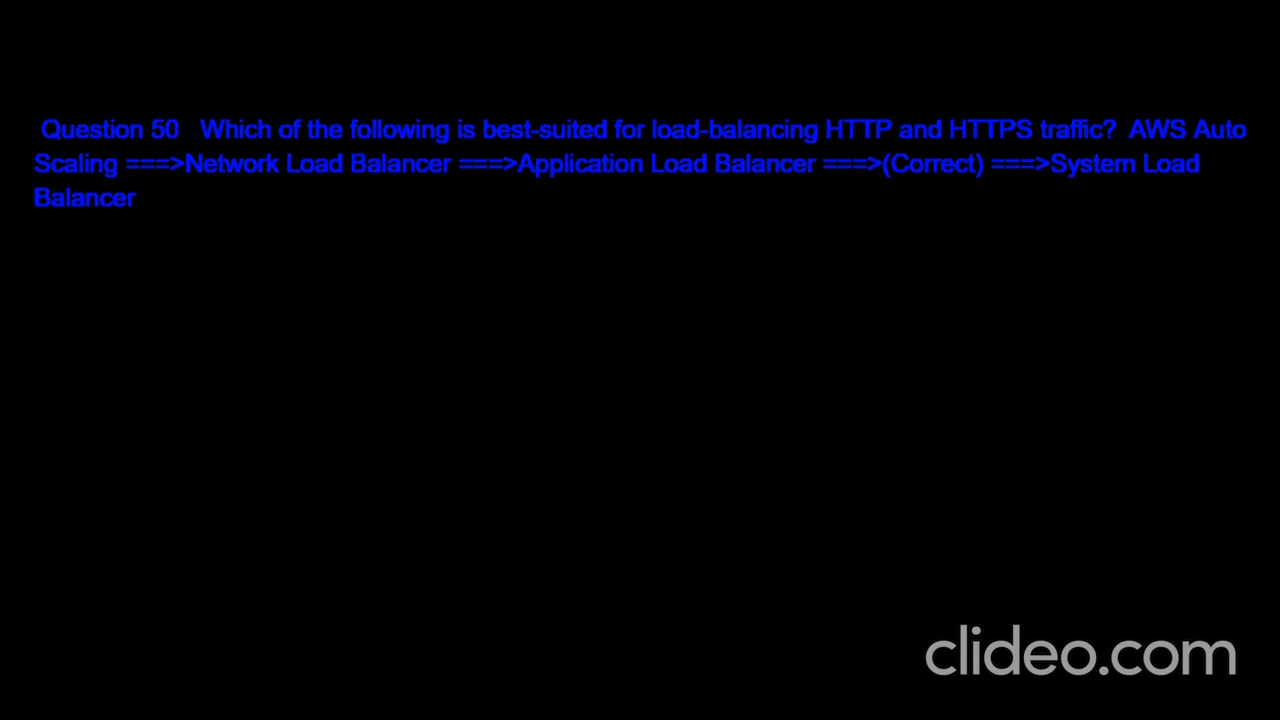 Question 50 Which of the following is best-suited for load-balancing HTTP and HTTPS traffic? AWS Auto
Scaling ===>Network Load Balancer ===>Application Load Balancer ===>(Correct) ===>System Load
Balancer
clideo.com